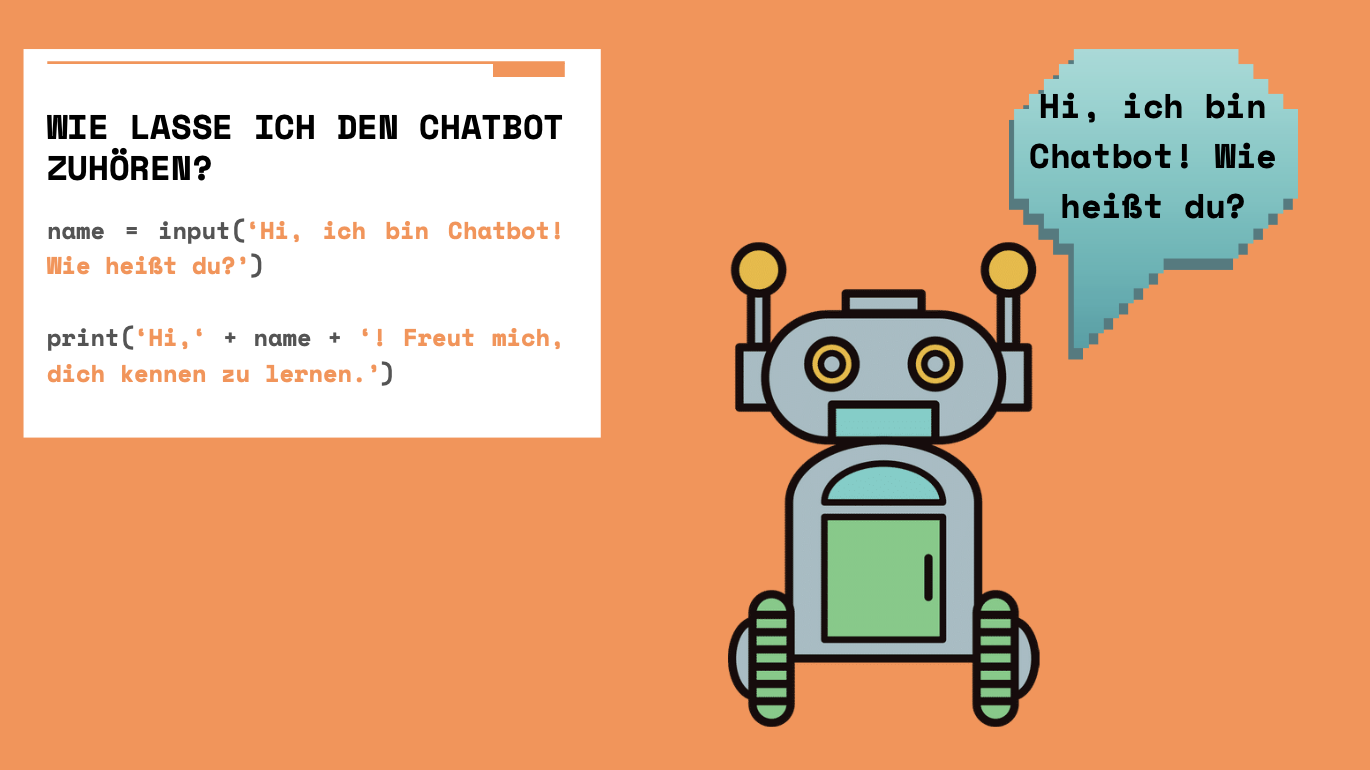 WIE LASSE ICH DEN CHATBOT
ZUHÖREN?
name = input(‘Hi, ich bin Chatbot!
Wie heißt du?’)
print(‘Hi,‘ + name + ‘! Freut mich,
dich kennen zu lernen.’)
Hi, ich bin
Chatbot! Wie
heißt du?